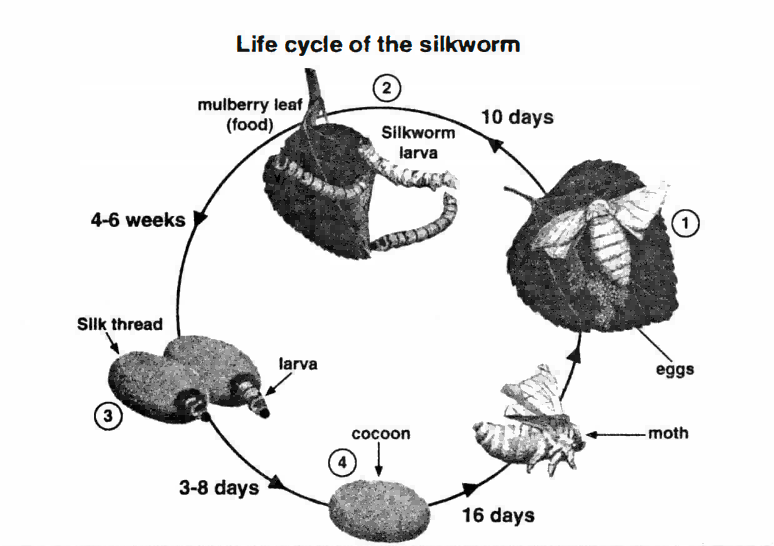 Life cycle of the silkworm
2
mulberry leaf
(food)
10 days
Silkworm
larva
1
4-6 weeks
Silk thread
larva
eggs
3
cocoon
moth
4
3-8 days
16 days